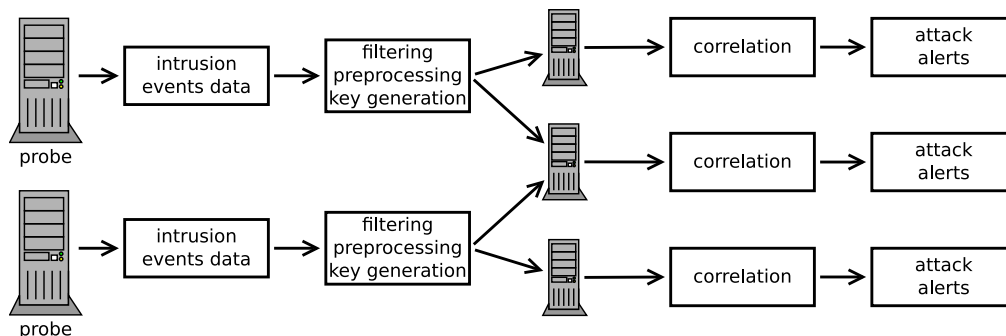 probe
intrusion
events data
filtering
preprocessing
key generation
correlation
attack
alerts
correlation
attack
alerts
probe
intrusion
events data
filtering
preprocessing
key generation
correlation
attack
alerts